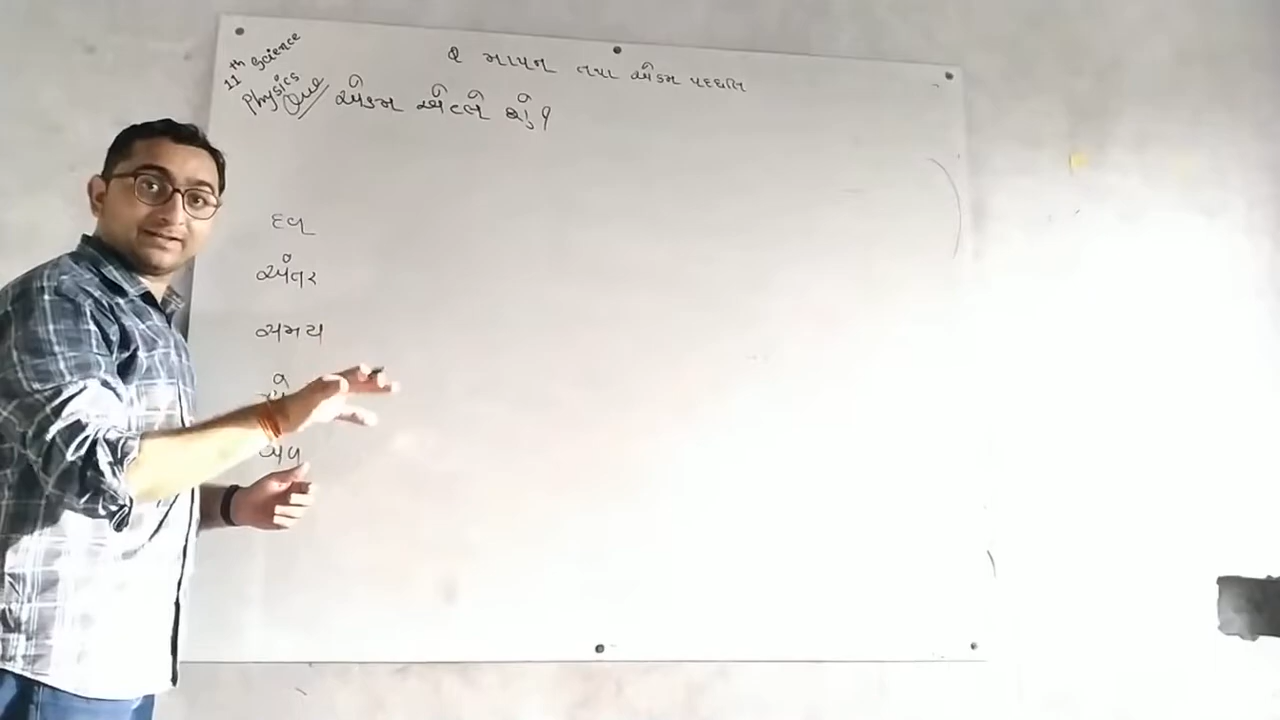 11th Science
Physics
૨ માપન તથા એકમ પદ્ધતિ
Que એકમ એટલે શું?
દળ
અંતર
સમય